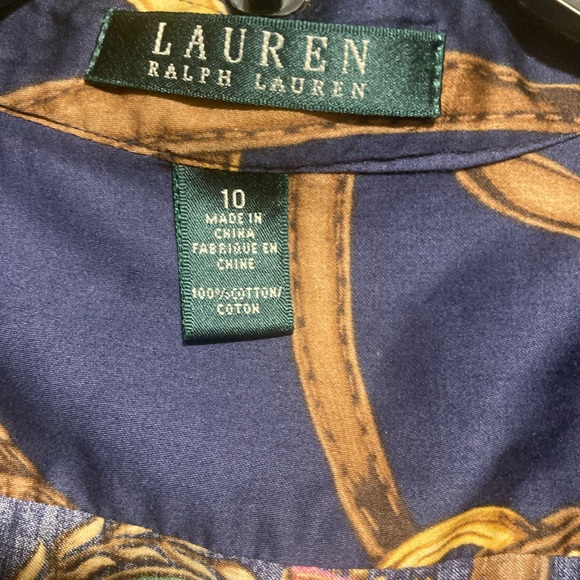 LAUREN
RALPH LAUREN
10
MADE IN
CHINA
FABRIQUE EN
CHINE
100% COTTON/
COTON